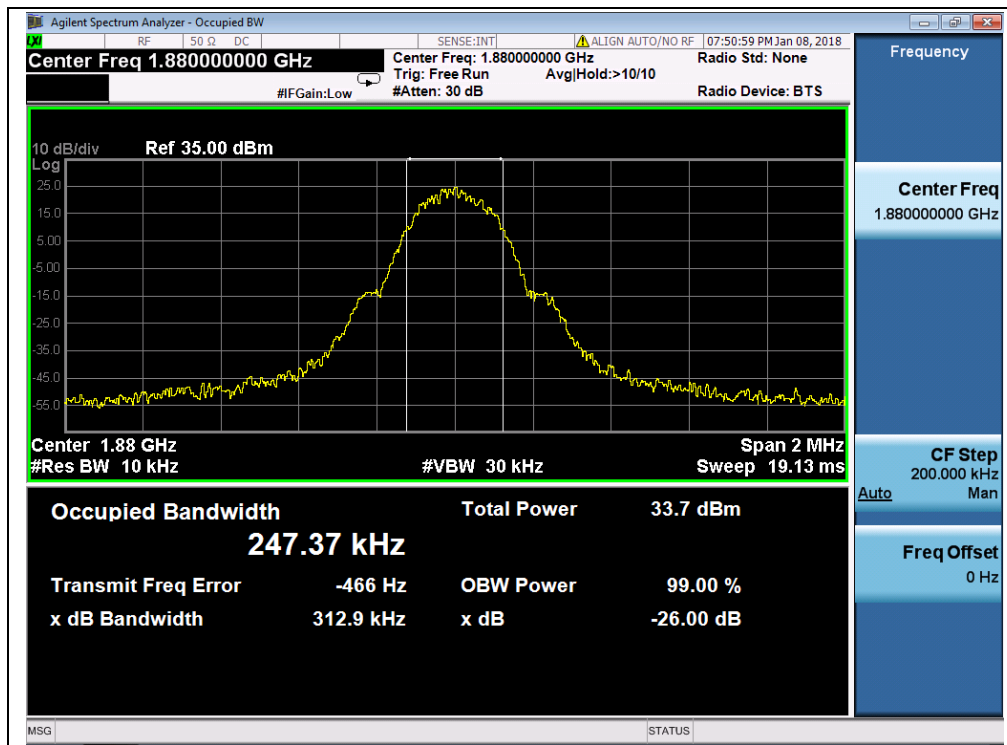 Agilent Spectrum Analyzer - Occupied BW
LXI RF 50 Ω DC SENSE:INT ALIGN AUTO/NO RF 07:50:59 PM Jan 08, 2018
Center Freq 1.880000000 GHz
Center Freq: 1.880000000 GHz
Radio Std: None
Trig: Free Run Avg|Hold:>10/10
#IFGain:Low
#Atten: 30 dB
Radio Device: BTS
10 dB/div Ref 35.00 dBm
Log
25.0
15.0
5.00
-5.00
-15.0
-25.0
-35.0
-45.0
-55.0
Center 1.88 GHz Span 2 MHz
#Res BW 10 kHz #VBW 30 kHz Sweep 19.13 ms
Occupied Bandwidth
247.37 kHz
Total Power 33.7 dBm
Transmit Freq Error -466 Hz OBW Power 99.00 %
x dB Bandwidth 312.9 kHz x dB -26.00 dB
Frequency
Center Freq
1.880000000 GHz
CF Step
200.000 kHz
Auto Man
Freq Offset
0 Hz
MSG STATUS